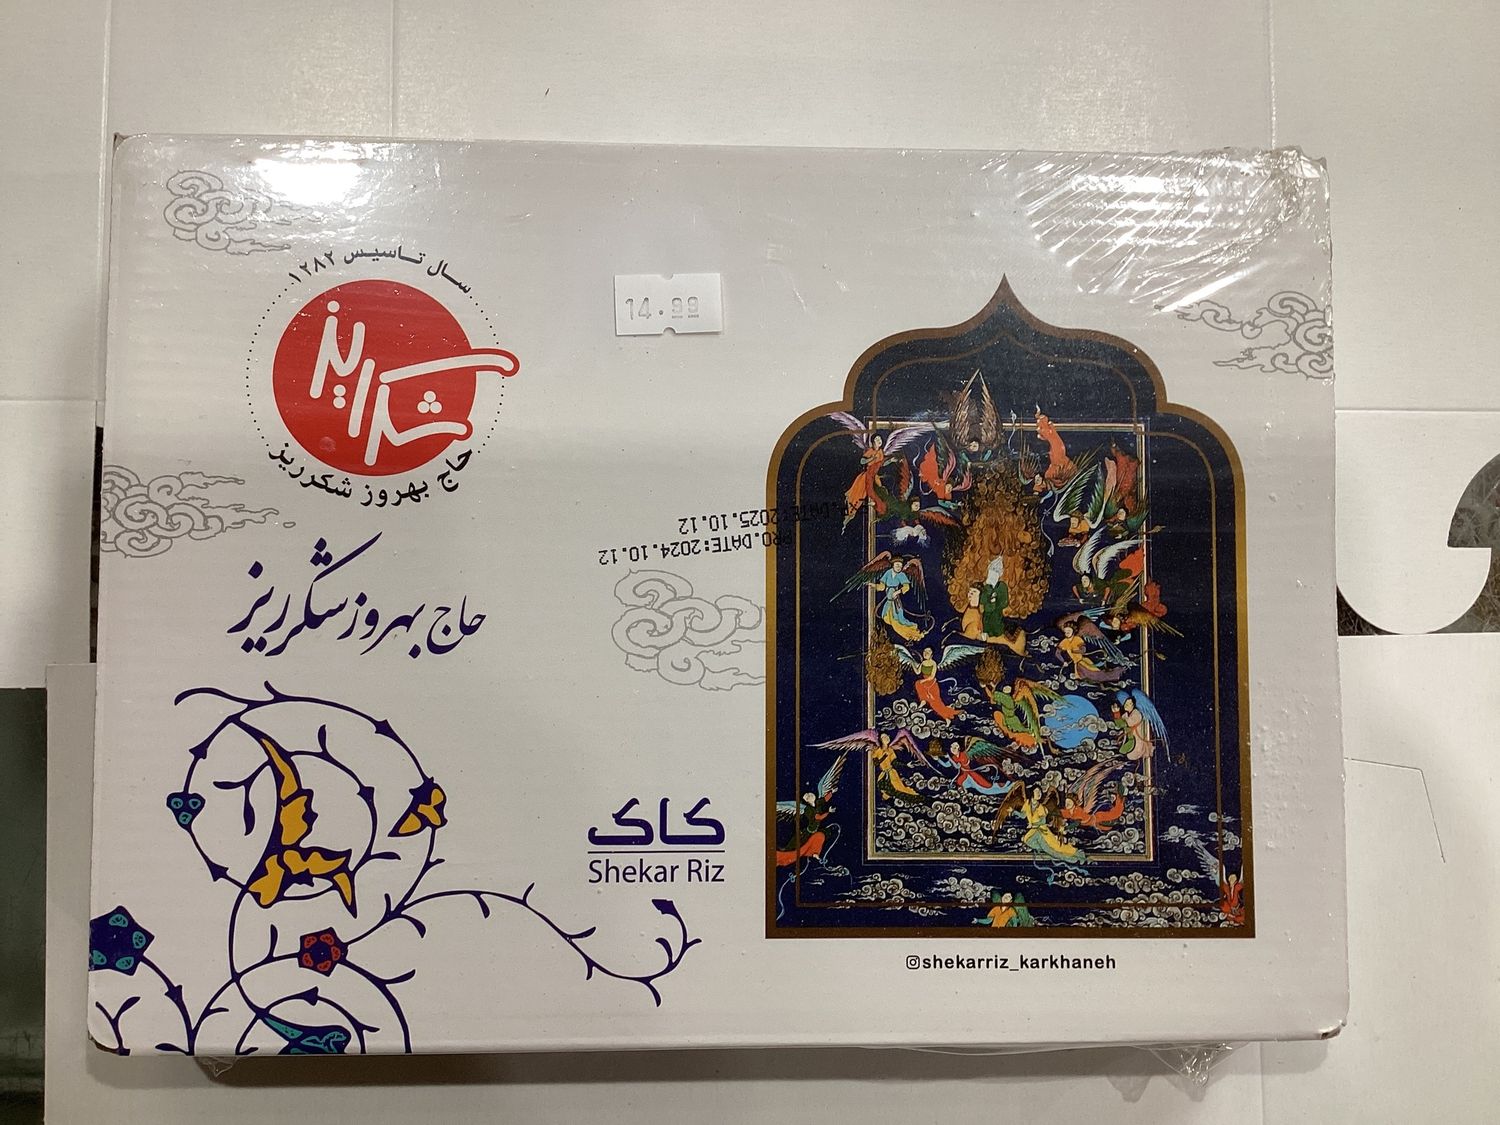 سال تاسیس ۱۲۸۲
شکرریز
حاج بهروز شکرریز
14.99
EXP.DATE:2025.10.12
PRO.DATE:2024.10.12
حاج بهروز شکرریز
کاک
Shekar Riz
@shekarriz_karkhaneh